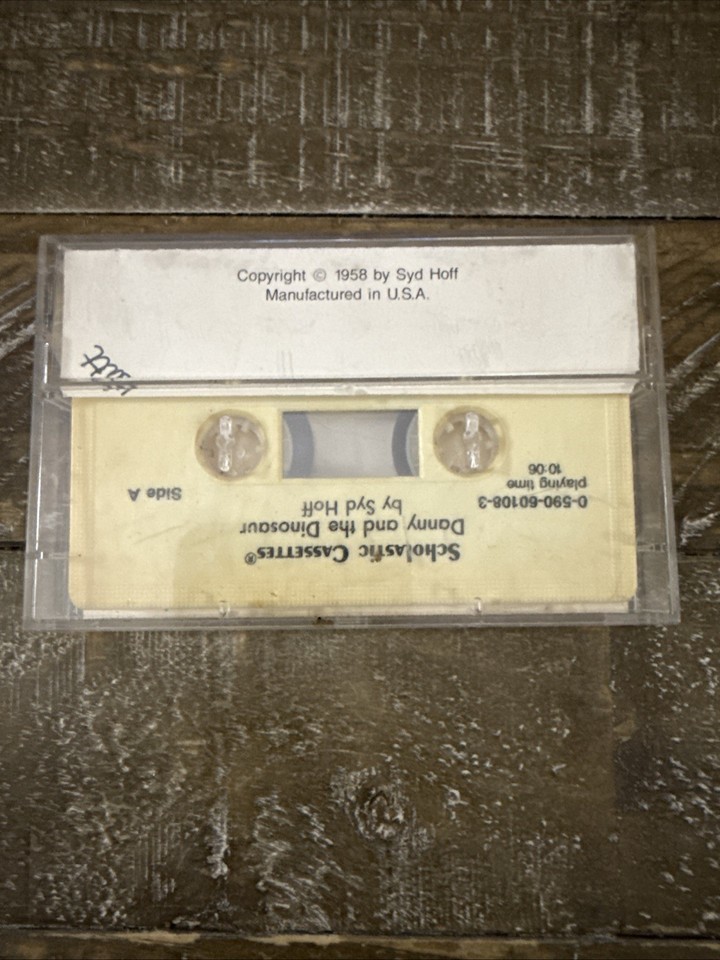 Copyright © 1958 by Syd Hoff
Manufactured in U.S.A.
Scholastic Cassettes®
Danny and the Dinosaur
by Syd Hoff
0-590-60108-3
playing time
10:06
Side A